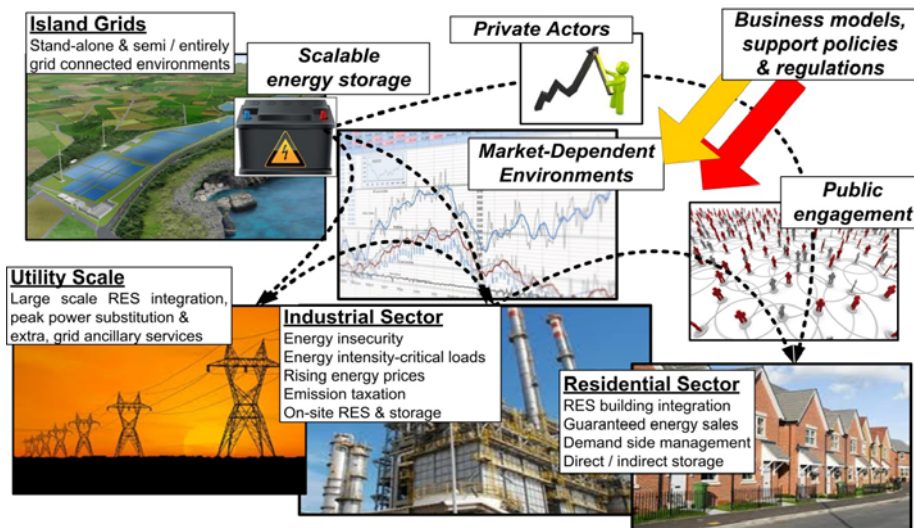 Island Grids
Stand-alone & semi / entirely
grid connected environments
Scalable
energy storage
Private Actors
Business models,
support policies
& regulations
Market-Dependent
Environments
Public
engagement
Utility Scale
Large scale RES integration,
peak power substitution &
extra, grid ancillary services
Industrial Sector
Energy insecurity
Energy intensity-critical loads
Rising energy prices
Emission taxation
On-site RES & storage
Residential Sector
RES building integration
Guaranteed energy sales
Demand side management
Direct / indirect storage